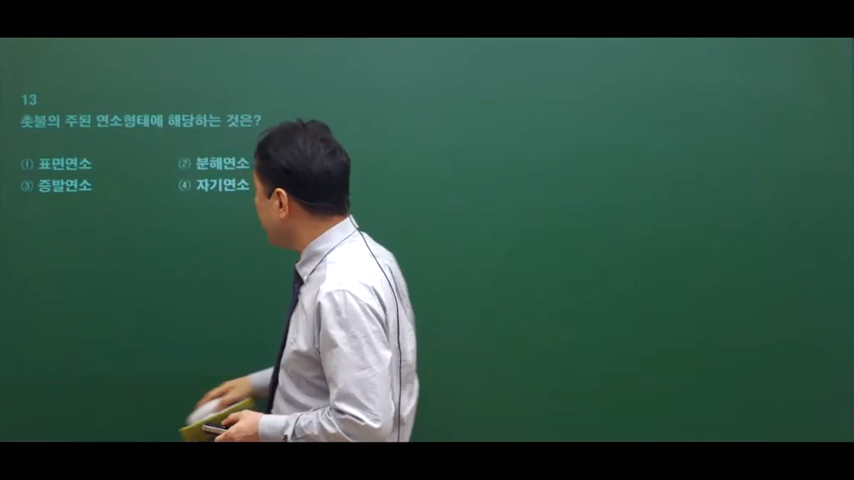 13
촛불의 주된 연소형태에 해당하는 것은?
① 표면연소 ② 분해연소
③ 증발연소 ④ 자기연소